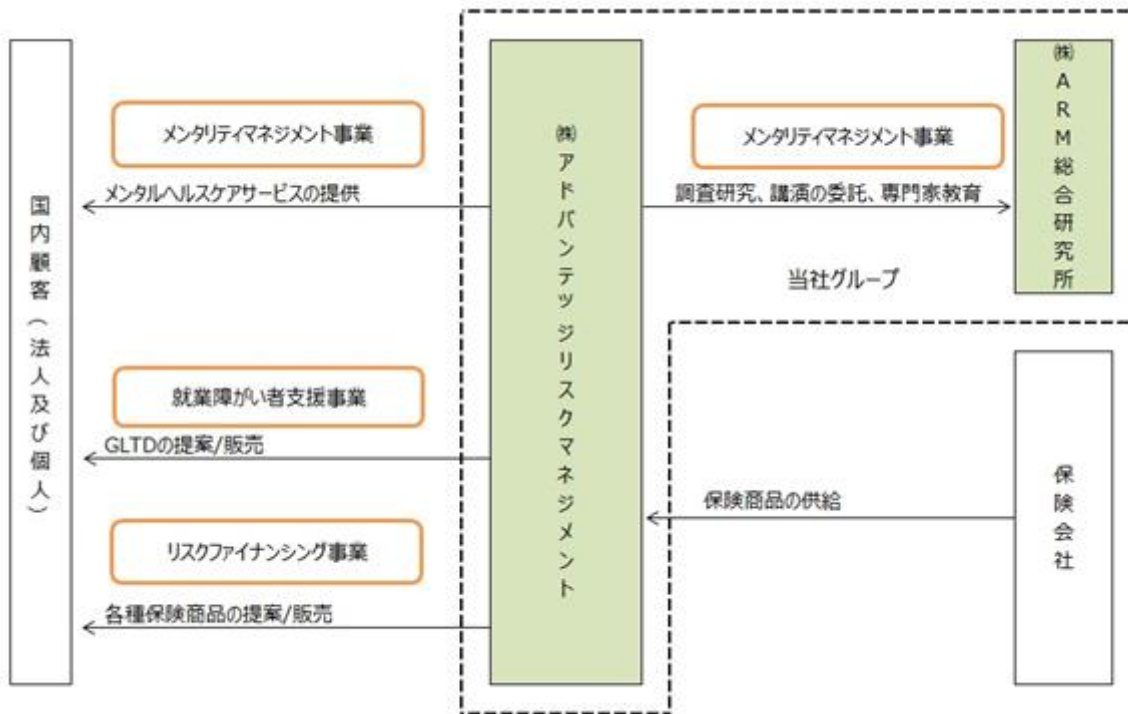 国内顧客(法人及び個人)
メンタリティマネジメント事業
メンタルヘルスケアサービスの提供
就業障がい者支援事業
GLTDの提案/販売
リスクファイナンシング事業
各種保険商品の提案/販売
㈱アドバンテッジリスクマネジメント
メンタリティマネジメント事業
調査研究、講演の委託、専門家教育
当社グループ
保険商品の供給
㈱ARM総合研究所
保険会社